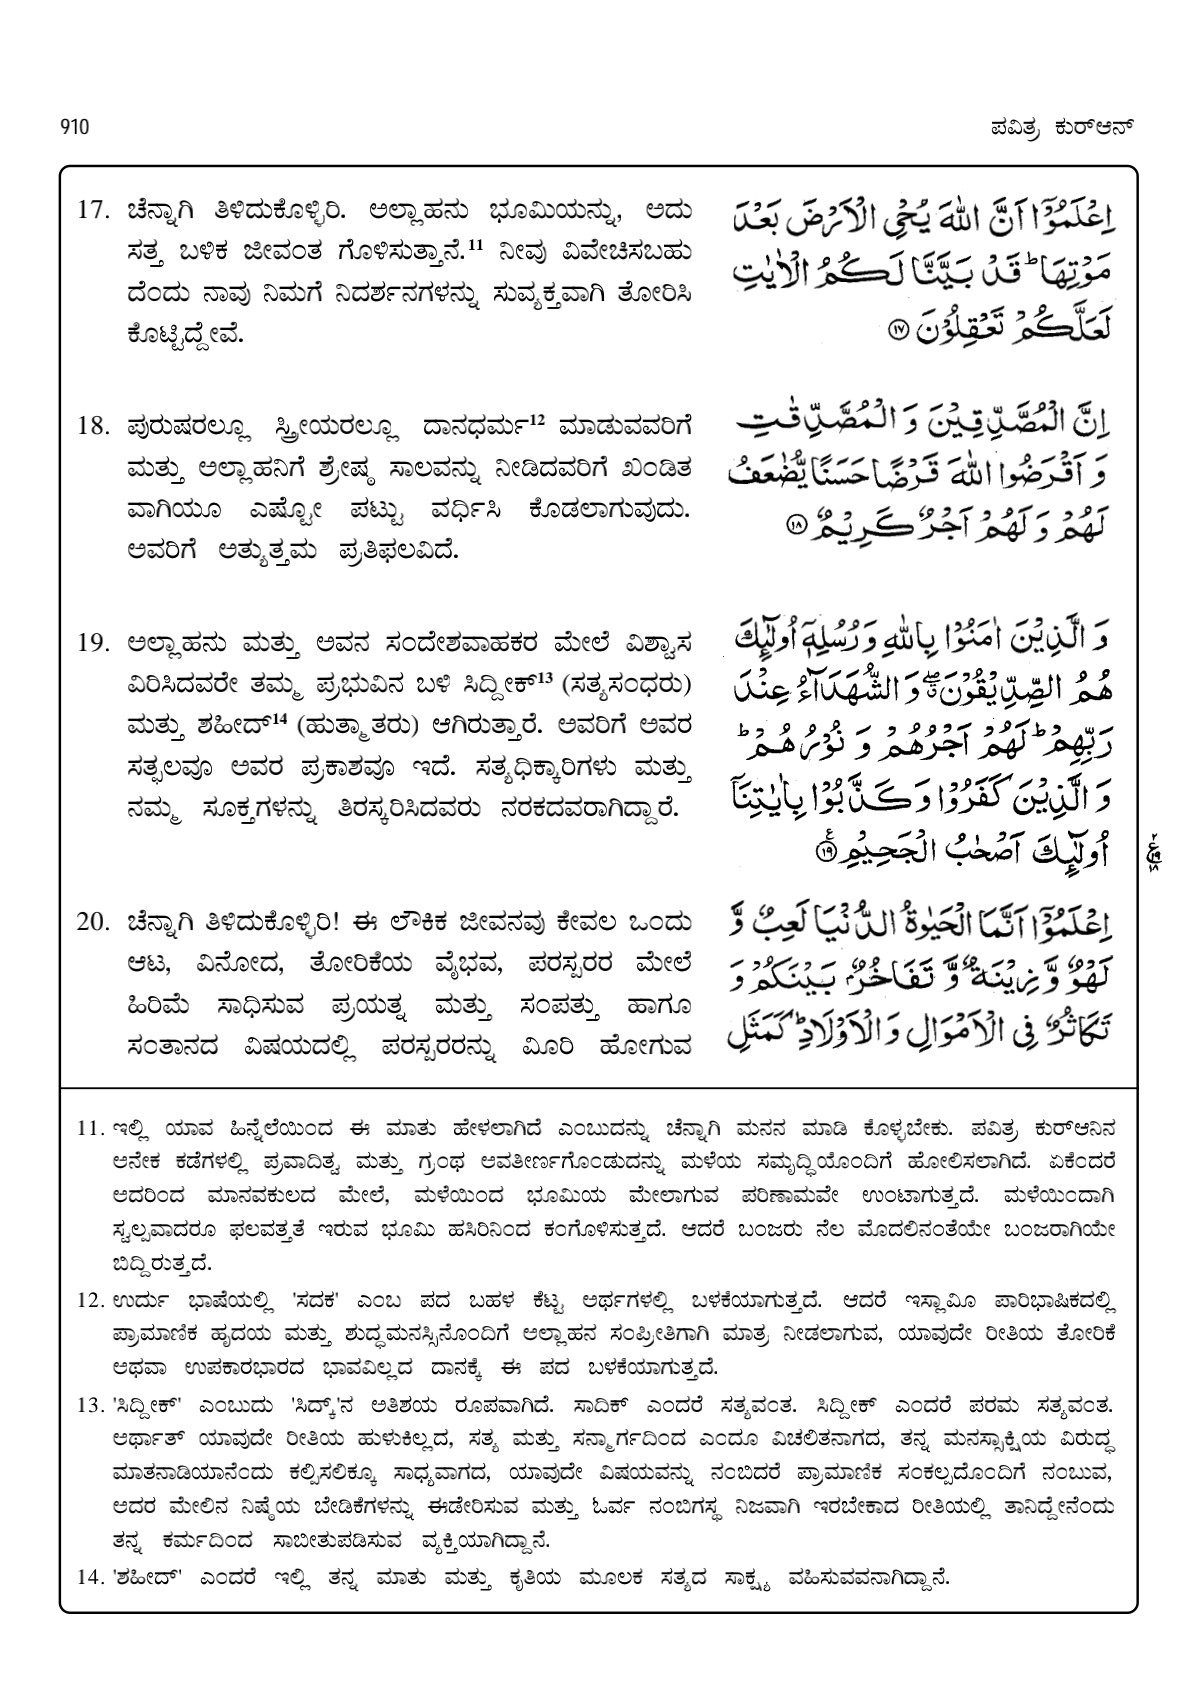 910
ಪವಿತ್ರ ಕುರ್‌ಆನ್
17. ಚೆನ್ನಾಗಿ ತಿಳಿದುಕೊಳ್ಳಿರಿ. ಅಲ್ಲಾಹನು ಭೂಮಿಯನ್ನು, ಅದು
ಸತ್ತ ಬಳಿಕ ಜೀವಂತ ಗೊಳಿಸುತ್ತಾನೆ.¹¹ ನೀವು ವಿವೇಚಿಸಬಹು
ದೆಂದು ನಾವು ನಿಮಗೆ ನಿದರ್ಶನಗಳನ್ನು ಸುವ್ಯಕ್ತವಾಗಿ ತೋರಿಸಿ
ಕೊಟ್ಟಿದ್ದೇವೆ.
اِعْلَمُوْۤا اَنَّ اللّٰهَ يُحْيِ الْاَرْضَ بَعْدَ
مَوْتِهَا ؕ قَدْ بَيَّنَّا لَكُمُ الْاٰيٰتِ
لَعَلَّكُمْ تَعْقِلُوْنَ ۝۱۷
18. ಪುರುಷರಲ್ಲೂ ಸ್ತ್ರೀಯರಲ್ಲೂ ದಾನಧರ್ಮ¹² ಮಾಡುವವರಿಗೆ
ಮತ್ತು ಅಲ್ಲಾಹನಿಗೆ ಶ್ರೇಷ್ಠ ಸಾಲವನ್ನು ನೀಡಿದವರಿಗೆ ಖಂಡಿತ
ವಾಗಿಯೂ ಎಷ್ಟೋ ಪಟ್ಟು ವರ್ಧಿಸಿ ಕೊಡಲಾಗುವುದು.
ಅವರಿಗೆ ಅತ್ಯುತ್ತಮ ಪ್ರತಿಫಲವಿದೆ.
اِنَّ الْمُصَّدِّقِيْنَ وَ الْمُصَّدِّقٰتِ
وَ اَقْرَضُوا اللّٰهَ قَرْضًا حَسَنًا يُّضٰعَفُ
لَهُمْ وَ لَهُمْ اَجْرٌ كَرِيْمٌ ۝۱۸
19. ಅಲ್ಲಾಹನು ಮತ್ತು ಅವನ ಸಂದೇಶವಾಹಕರ ಮೇಲೆ ವಿಶ್ವಾಸ
ವಿರಿಸಿದವರೇ ತಮ್ಮ ಪ್ರಭುವಿನ ಬಳಿ ಸಿದ್ದೀಕ್¹³ (ಸತ್ಯಸಂಧರು)
ಮತ್ತು ಶಹೀದ್¹⁴ (ಹುತಾತ್ಮರು) ಆಗಿರುತ್ತಾರೆ. ಅವರಿಗೆ ಅವರ
ಸತ್ಫಲವೂ ಅವರ ಪ್ರಕಾಶವೂ ಇದೆ. ಸತ್ಯಧಿಕ್ಕಾರಿಗಳು ಮತ್ತು
ನಮ್ಮ ಸೂಕ್ತಗಳನ್ನು ತಿರಸ್ಕರಿಸಿದವರು ನರಕದವರಾಗಿದ್ದಾರೆ.
وَ الَّذِيْنَ اٰمَنُوْا بِاللّٰهِ وَ رُسُلِهٖۤ اُولٰٓئِكَ
هُمُ الصِّدِّيْقُوْنَ ۖۗ وَ الشُّهَدَآءُ عِنْدَ
رَبِّهِمْ ؕ لَهُمْ اَجْرُهُمْ وَ نُوْرُهُمْ ؕ
وَ الَّذِيْنَ كَفَرُوْا وَ كَذَّبُوْا بِاٰيٰتِنَاۤ
اُولٰٓئِكَ اَصْحٰبُ الْجَحِيْمِ ۝۱۹ ع
20. ಚೆನ್ನಾಗಿ ತಿಳಿದುಕೊಳ್ಳಿರಿ! ಈ ಲೌಕಿಕ ಜೀವನವು ಕೇವಲ ಒಂದು
ಆಟ, ವಿನೋದ, ತೋರಿಕೆಯ ವೈಭವ, ಪರಸ್ಪರರ ಮೇಲೆ
ಹಿರಿಮೆ ಸಾಧಿಸುವ ಪ್ರಯತ್ನ ಮತ್ತು ಸಂಪತ್ತು ಹಾಗೂ
ಸಂತಾನದ ವಿಷಯದಲ್ಲಿ ಪರಸ್ಪರರನ್ನು ಮೀರಿ ಹೋಗುವ
اِعْلَمُوْۤا اَنَّمَا الْحَيٰوةُ الدُّنْيَا لَعِبٌ وَّ
لَهْوٌ وَّ زِيْنَةٌ وَّ تَفَاخُرٌۢ بَيْنَكُمْ وَ
تَكَاثُرٌ فِي الْاَمْوَالِ وَ الْاَوْلَادِ ؕ كَمَثَلِ
11. ಇಲ್ಲಿ ಯಾವ ಹಿನ್ನೆಲೆಯಿಂದ ಈ ಮಾತು ಹೇಳಲಾಗಿದೆ ಎಂಬುದನ್ನು ಚೆನ್ನಾಗಿ ಮನನ ಮಾಡಿ ಕೊಳ್ಳಬೇಕು. ಪವಿತ್ರ ಕುರ್‌ಆನಿನ
ಅನೇಕ ಕಡೆಗಳಲ್ಲಿ ಪ್ರವಾದಿತ್ವ ಮತ್ತು ಗ್ರಂಥ ಅವತೀರ್ಣಗೊಂಡುದನ್ನು ಮಳೆಯ ಸಮೃದ್ಧಿಯೊಂದಿಗೆ ಹೋಲಿಸಲಾಗಿದೆ. ಏಕೆಂದರೆ
ಅದರಿಂದ ಮಾನವಕುಲದ ಮೇಲೆ, ಮಳೆಯಿಂದ ಭೂಮಿಯ ಮೇಲಾಗುವ ಪರಿಣಾಮವೇ ಉಂಟಾಗುತ್ತದೆ. ಮಳೆಯಿಂದಾಗಿ
ಸ್ವಲ್ಪವಾದರೂ ಫಲವತ್ತತೆ ಇರುವ ಭೂಮಿ ಹಸಿರಿನಿಂದ ಕಂಗೊಳಿಸುತ್ತದೆ. ಆದರೆ ಬಂಜರು ನೆಲ ಮೊದಲಿನಂತೆಯೇ ಬಂಜರಾಗಿಯೇ
ಬಿದ್ದಿರುತ್ತದೆ.
12. ಉರ್ದು ಭಾಷೆಯಲ್ಲಿ 'ಸದಕ' ಎಂಬ ಪದ ಬಹಳ ಕೆಟ್ಟ ಅರ್ಥಗಳಲ್ಲಿ ಬಳಕೆಯಾಗುತ್ತದೆ. ಆದರೆ ಇಸ್ಲಾಮೀ ಪಾರಿಭಾಷಿಕದಲ್ಲಿ
ಪ್ರಾಮಾಣಿಕ ಹೃದಯ ಮತ್ತು ಶುದ್ಧಮನಸ್ಸಿನೊಂದಿಗೆ ಅಲ್ಲಾಹನ ಸಂಪ್ರೀತಿಗಾಗಿ ಮಾತ್ರ ನೀಡಲಾಗುವ, ಯಾವುದೇ ರೀತಿಯ ತೋರಿಕೆ
ಅಥವಾ ಉಪಕಾರಭಾರದ ಭಾವವಿಲ್ಲದ ದಾನಕ್ಕೆ ಈ ಪದ ಬಳಕೆಯಾಗುತ್ತದೆ.
13. 'ಸಿದ್ದೀಕ್' ಎಂಬುದು 'ಸಿದ್ಕ್'ನ ಅತಿಶಯ ರೂಪವಾಗಿದೆ. ಸಾದಿಕ್ ಎಂದರೆ ಸತ್ಯವಂತ. ಸಿದ್ದೀಕ್ ಎಂದರೆ ಪರಮ ಸತ್ಯವಂತ.
ಅರ್ಥಾತ್ ಯಾವುದೇ ರೀತಿಯ ಹುಳುಕಿಲ್ಲದ, ಸತ್ಯ ಮತ್ತು ಸನ್ಮಾರ್ಗದಿಂದ ಎಂದೂ ವಿಚಲಿತನಾಗದ, ತನ್ನ ಮನಸ್ಸಾಕ್ಷಿಯ ವಿರುದ್ಧ
ಮಾತನಾಡಿಯಾನೆಂದು ಕಲ್ಪಿಸಲಿಕ್ಕೂ ಸಾಧ್ಯವಾಗದ, ಯಾವುದೇ ವಿಷಯವನ್ನು ನಂಬಿದರೆ ಪ್ರಾಮಾಣಿಕ ಸಂಕಲ್ಪದೊಂದಿಗೆ ನಂಬುವ,
ಅದರ ಮೇಲಿನ ನಿಷ್ಠೆಯ ಬೇಡಿಕೆಗಳನ್ನು ಈಡೇರಿಸುವ ಮತ್ತು ಓರ್ವ ನಂಬಿಗಸ್ಥ ನಿಜವಾಗಿ ಇರಬೇಕಾದ ರೀತಿಯಲ್ಲಿ ತಾನಿದ್ದೇನೆಂದು
ತನ್ನ ಕರ್ಮದಿಂದ ಸಾಬೀತುಪಡಿಸುವ ವ್ಯಕ್ತಿಯಾಗಿದ್ದಾನೆ.
14. 'ಶಹೀದ್' ಎಂದರೆ ಇಲ್ಲಿ ತನ್ನ ಮಾತು ಮತ್ತು ಕೃತಿಯ ಮೂಲಕ ಸತ್ಯದ ಸಾಕ್ಷ್ಯ ವಹಿಸುವವನಾಗಿದ್ದಾನೆ.